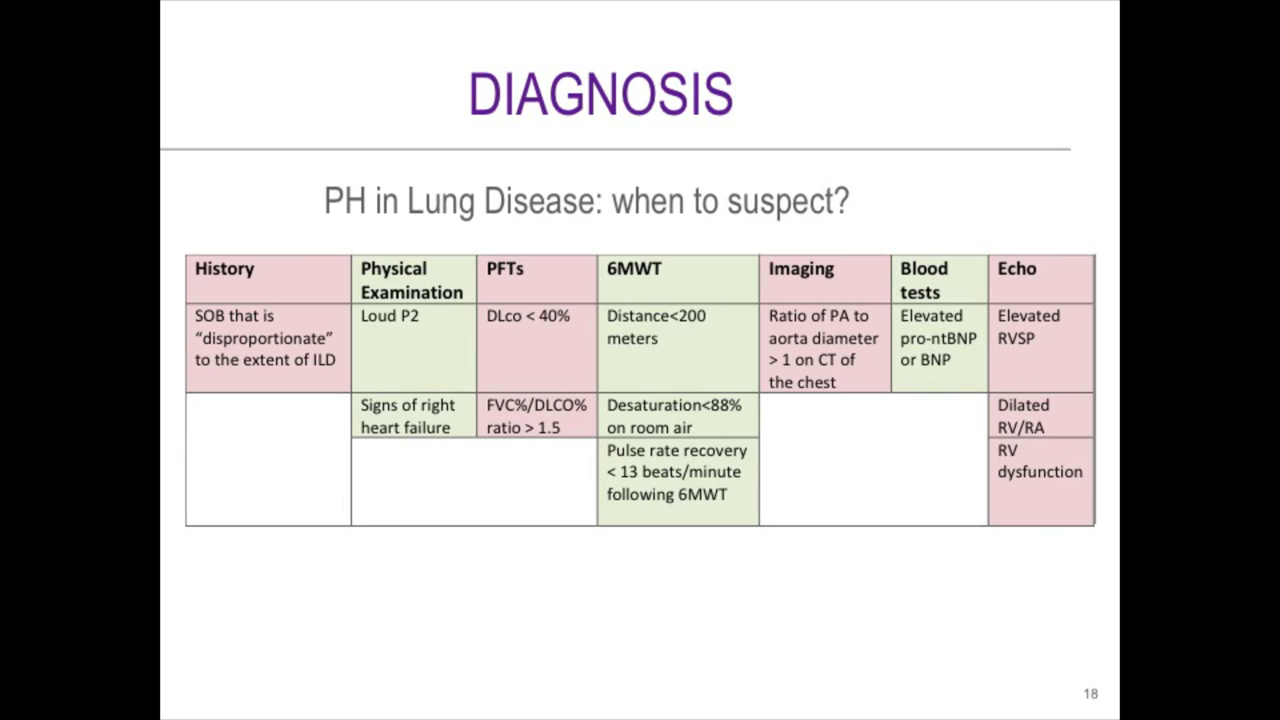 DIAGNOSIS
PH in Lung Disease: when to suspect?
History
Physical
Examination
PFTs
6MWT
Imaging
Blood
tests
Echo
SOB that is
“disproportionate”
to the extent of ILD
Loud P2
DLco < 40%
Distance<200
meters
Ratio of PA to
aorta diameter
> 1 on CT of
the chest
Elevated
pro-ntBNP
or BNP
Elevated
RVSP
Signs of right
heart failure
FVC%/DLCO%
ratio > 1.5
Desaturation<88%
on room air
Dilated
RV/RA
Pulse rate recovery
< 13 beats/minute
following 6MWT
RV
dysfunction
18